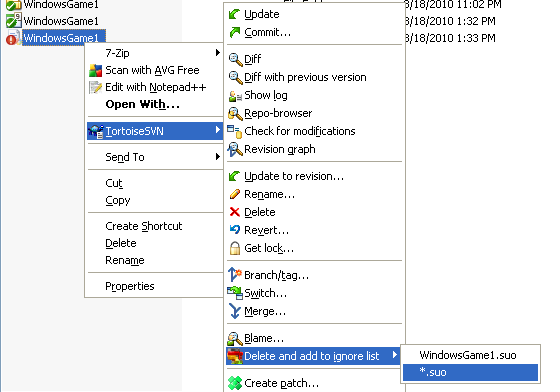 WindowsGame1
WindowsGame1
WindowsGame1
8/18/2010 11:02 PM
8/18/2010 1:32 PM
8/18/2010 1:33 PM
7-Zip
Scan with AVG Free
Edit with Notepad++
Open With...
TortoiseSVN
Send To
Cut
Copy
Create Shortcut
Delete
Rename
Properties
Update
Commit...
Diff
Diff with previous version
Show log
Repo-browser
Check for modifications
Revision graph
Update to revision...
Rename...
Delete
Revert...
Get lock...
Branch/tag...
Switch...
Merge...
Blame...
Delete and add to ignore list
Create patch...
WindowsGame1.suo
*.suo